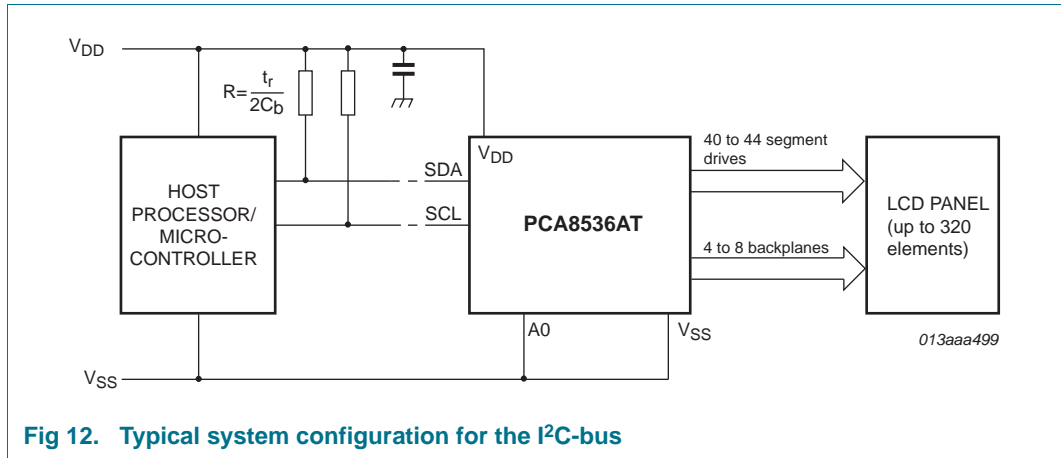 VDD
R= tr
2Cb
HOST
PROCESSOR/
MICRO-
CONTROLLER
SDA
SCL
VDD
PCA8536AT
A0
VSS
40 to 44 segment
drives
4 to 8 backplanes
LCD PANEL
(up to 320
elements)
013aaa499
VSS
Fig 12. Typical system configuration for the I²C-bus